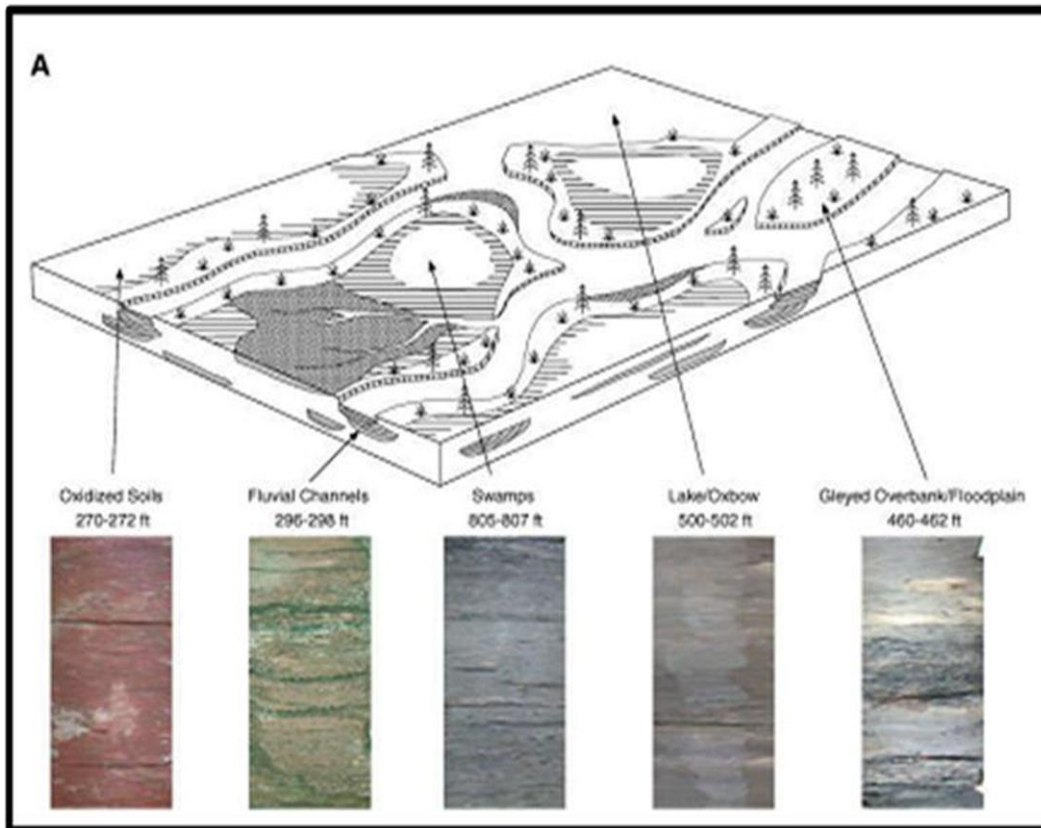 A
Oxidized Soils
270-272 ft
Fluvial Channels
296-298 ft
Swamps
805-807 ft
Lake/Oxbow
500-502 ft
Gleyed Overbank/Floodplain
460-462 ft